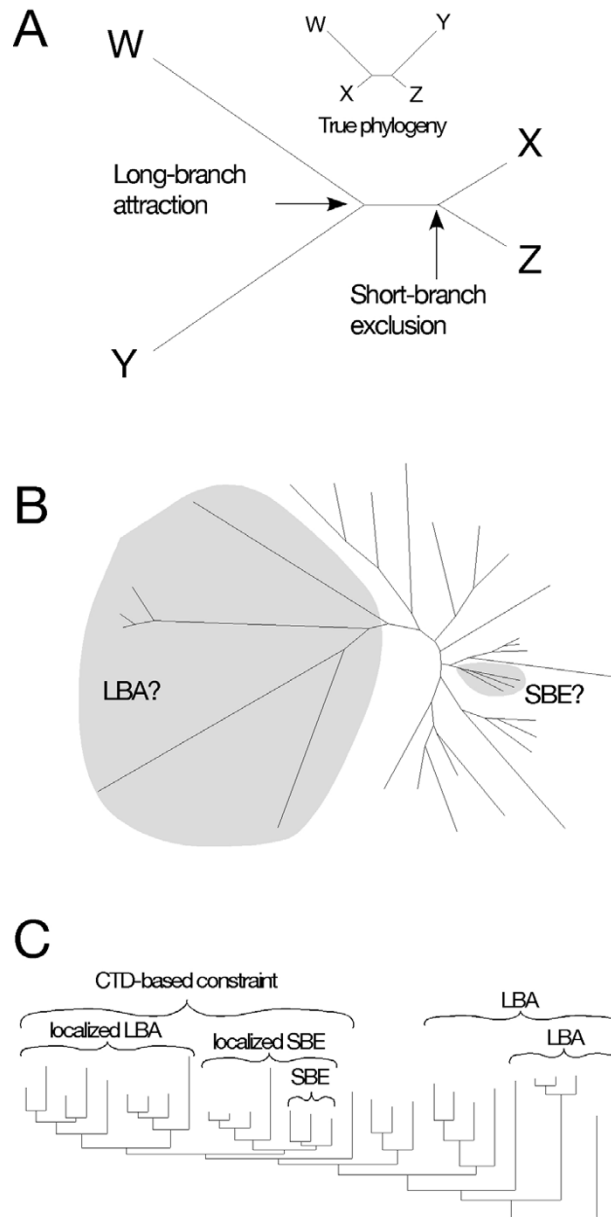 A
W
Y
X
Z
True phylogeny
W
X
Long-branch
attraction
Z
Short-branch
exclusion
Y
B
LBA?
SBE?
C
CTD-based constraint
LBA
localized LBA
localized SBE
LBA
SBE